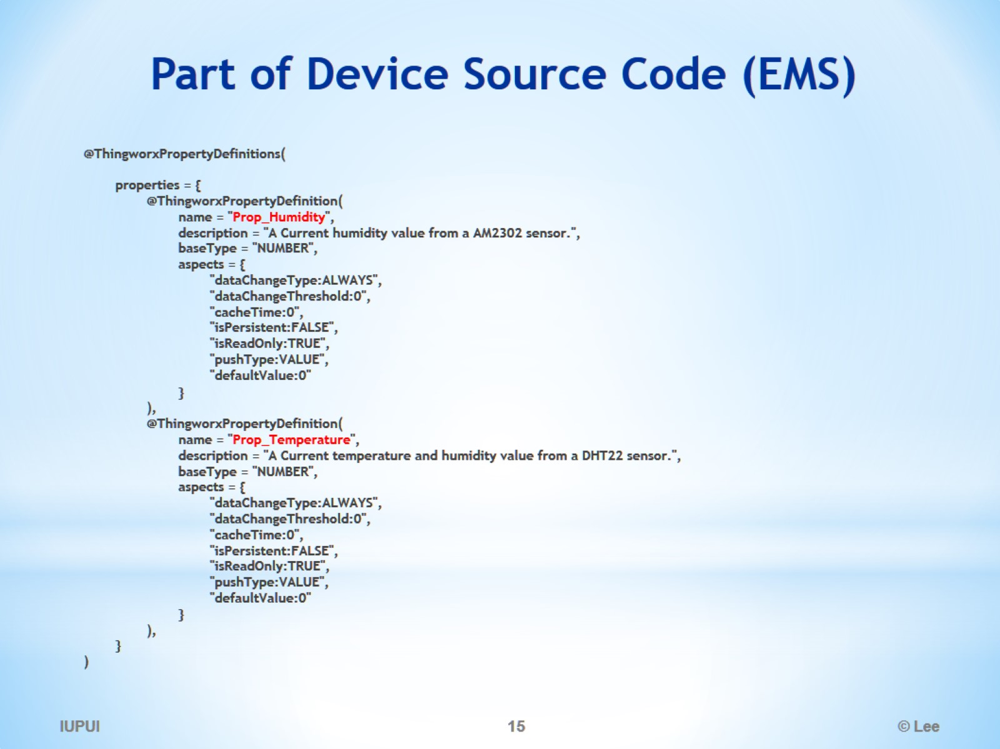 Part of Device Source Code (EMS)
@ThingworxPropertyDefinitions(
properties = {
@ThingworxPropertyDefinition(
name = "Prop_Humidity",
description = "A Current humidity value from a AM2302 sensor.",
baseType = "NUMBER",
aspects = {
"dataChangeType:ALWAYS",
"dataChangeThreshold:0",
"cacheTime:0",
"isPersistent:FALSE",
"isReadOnly:TRUE",
"pushType:VALUE",
"defaultValue:0"
}
),
@ThingworxPropertyDefinition(
name = "Prop_Temperature",
description = "A Current temperature and humidity value from a DHT22 sensor.",
baseType = "NUMBER",
aspects = {
"dataChangeType:ALWAYS",
"dataChangeThreshold:0",
"cacheTime:0",
"isPersistent:FALSE",
"isReadOnly:TRUE",
"pushType:VALUE",
"defaultValue:0"
}
),
}
)
IUPUI 15 © Lee